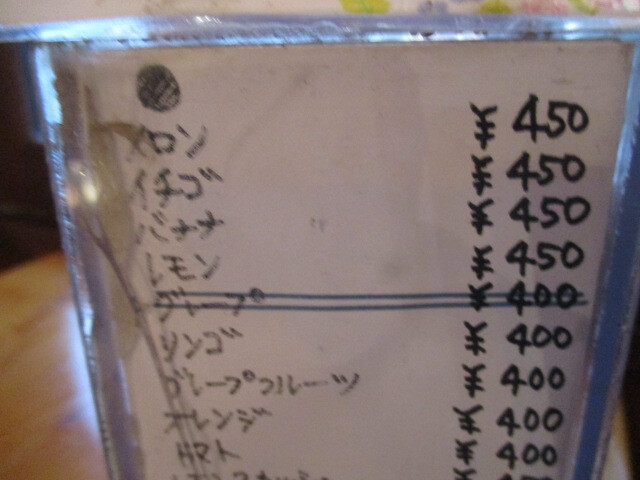 メロン ¥450
イチゴ ¥450
バナナ ¥450
レモン ¥450
グレープ ¥400
リンゴ ¥400
グレープフルーツ ¥400
オレンジ ¥400
トマト ¥400